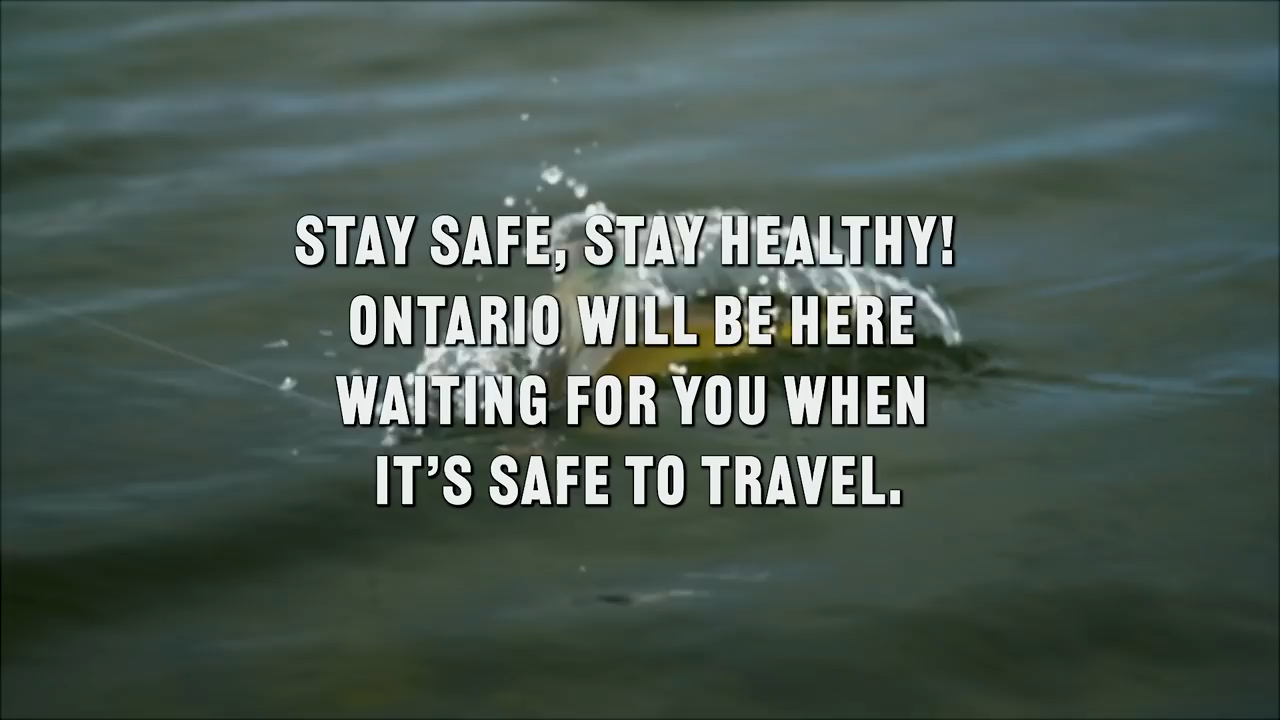 STAY SAFE, STAY HEALTHY!
ONTARIO WILL BE HERE
WAITING FOR YOU WHEN
IT’S SAFE TO TRAVEL.